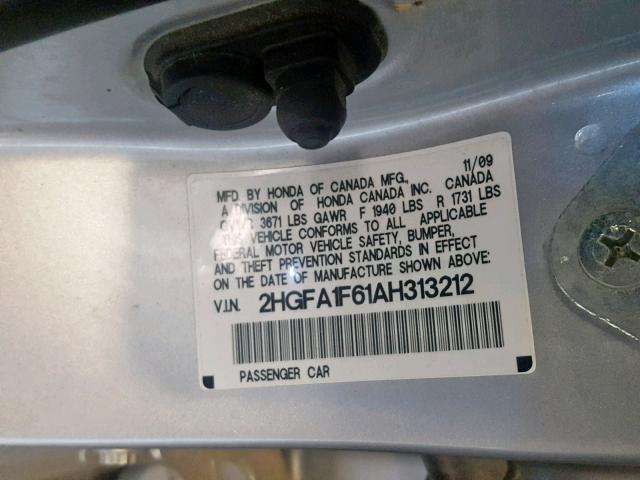 MFD BY HONDA OF CANADA MFG., 11/09
A DIVISION OF HONDA CANADA INC. CANADA
GVWR 3671 LBS GAWR F 1940 LBS R 1731 LBS
THIS VEHICLE CONFORMS TO ALL APPLICABLE
FEDERAL MOTOR VEHICLE SAFETY, BUMPER,
AND THEFT PREVENTION STANDARDS IN EFFECT
ON THE DATE OF MANUFACTURE SHOWN ABOVE:
V.I.N. 2HGFA1F61AH313212
PASSENGER CAR